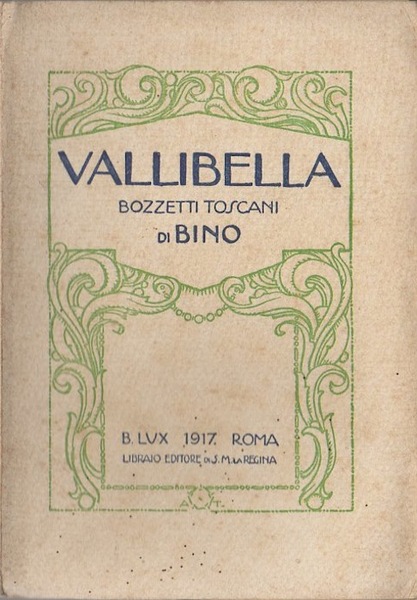 VALLIBELLA
BOZZETTI TOSCANI
DI BINO
B. LUX 1917. ROMA
LIBRAIO EDITORE DI S. M. LA REGINA
A T.